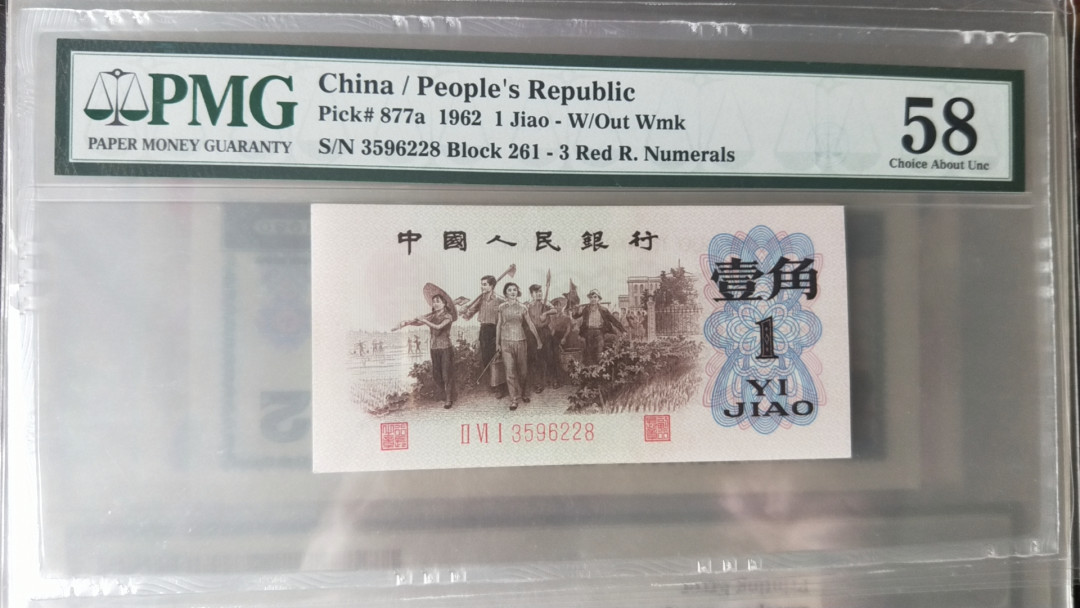 PMG
PAPER MONEY GUARANTY
China / People's Republic
Pick# 877a 1962 1 Jiao - W/Out Wmk
S/N 3596228 Block 261 - 3 Red R. Numerals
58
Choice About Unc
中國人民銀行
壹角
1
YI
JIAO
II VI I 3596228